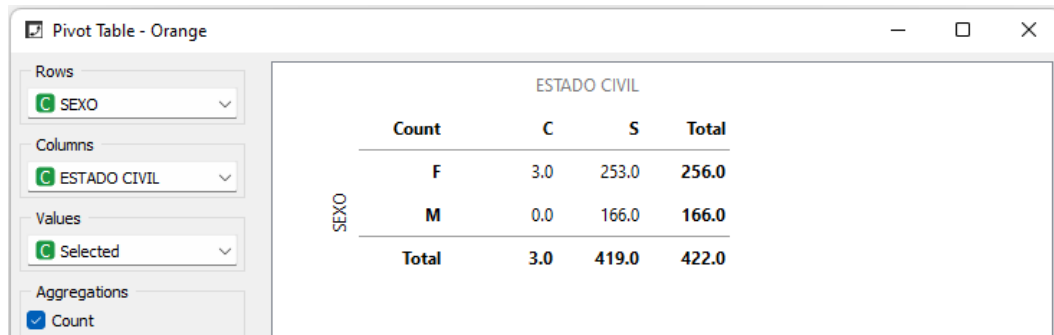 Pivot Table - Orange
Rows
C SEXO
Columns
C ESTADO CIVIL
Values
C Selected
Aggregations
Count
ESTADO CIVIL
Count C S Total
SEXO
F 3.0 253.0 256.0
M 0.0 166.0 166.0
Total 3.0 419.0 422.0